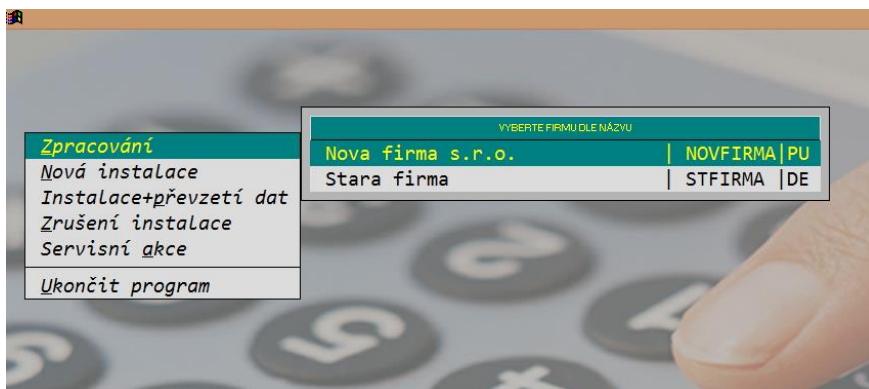 Zpracování
Nová instalace
Instalace+převzetí dat
Zrušení instalace
Servisní akce
Ukončit program
VYBERTE FIRMU DLE NÁZVU
Nova firma s.r.o. | NOVFIRMA|PU
Stara firma | STFIRMA |DE